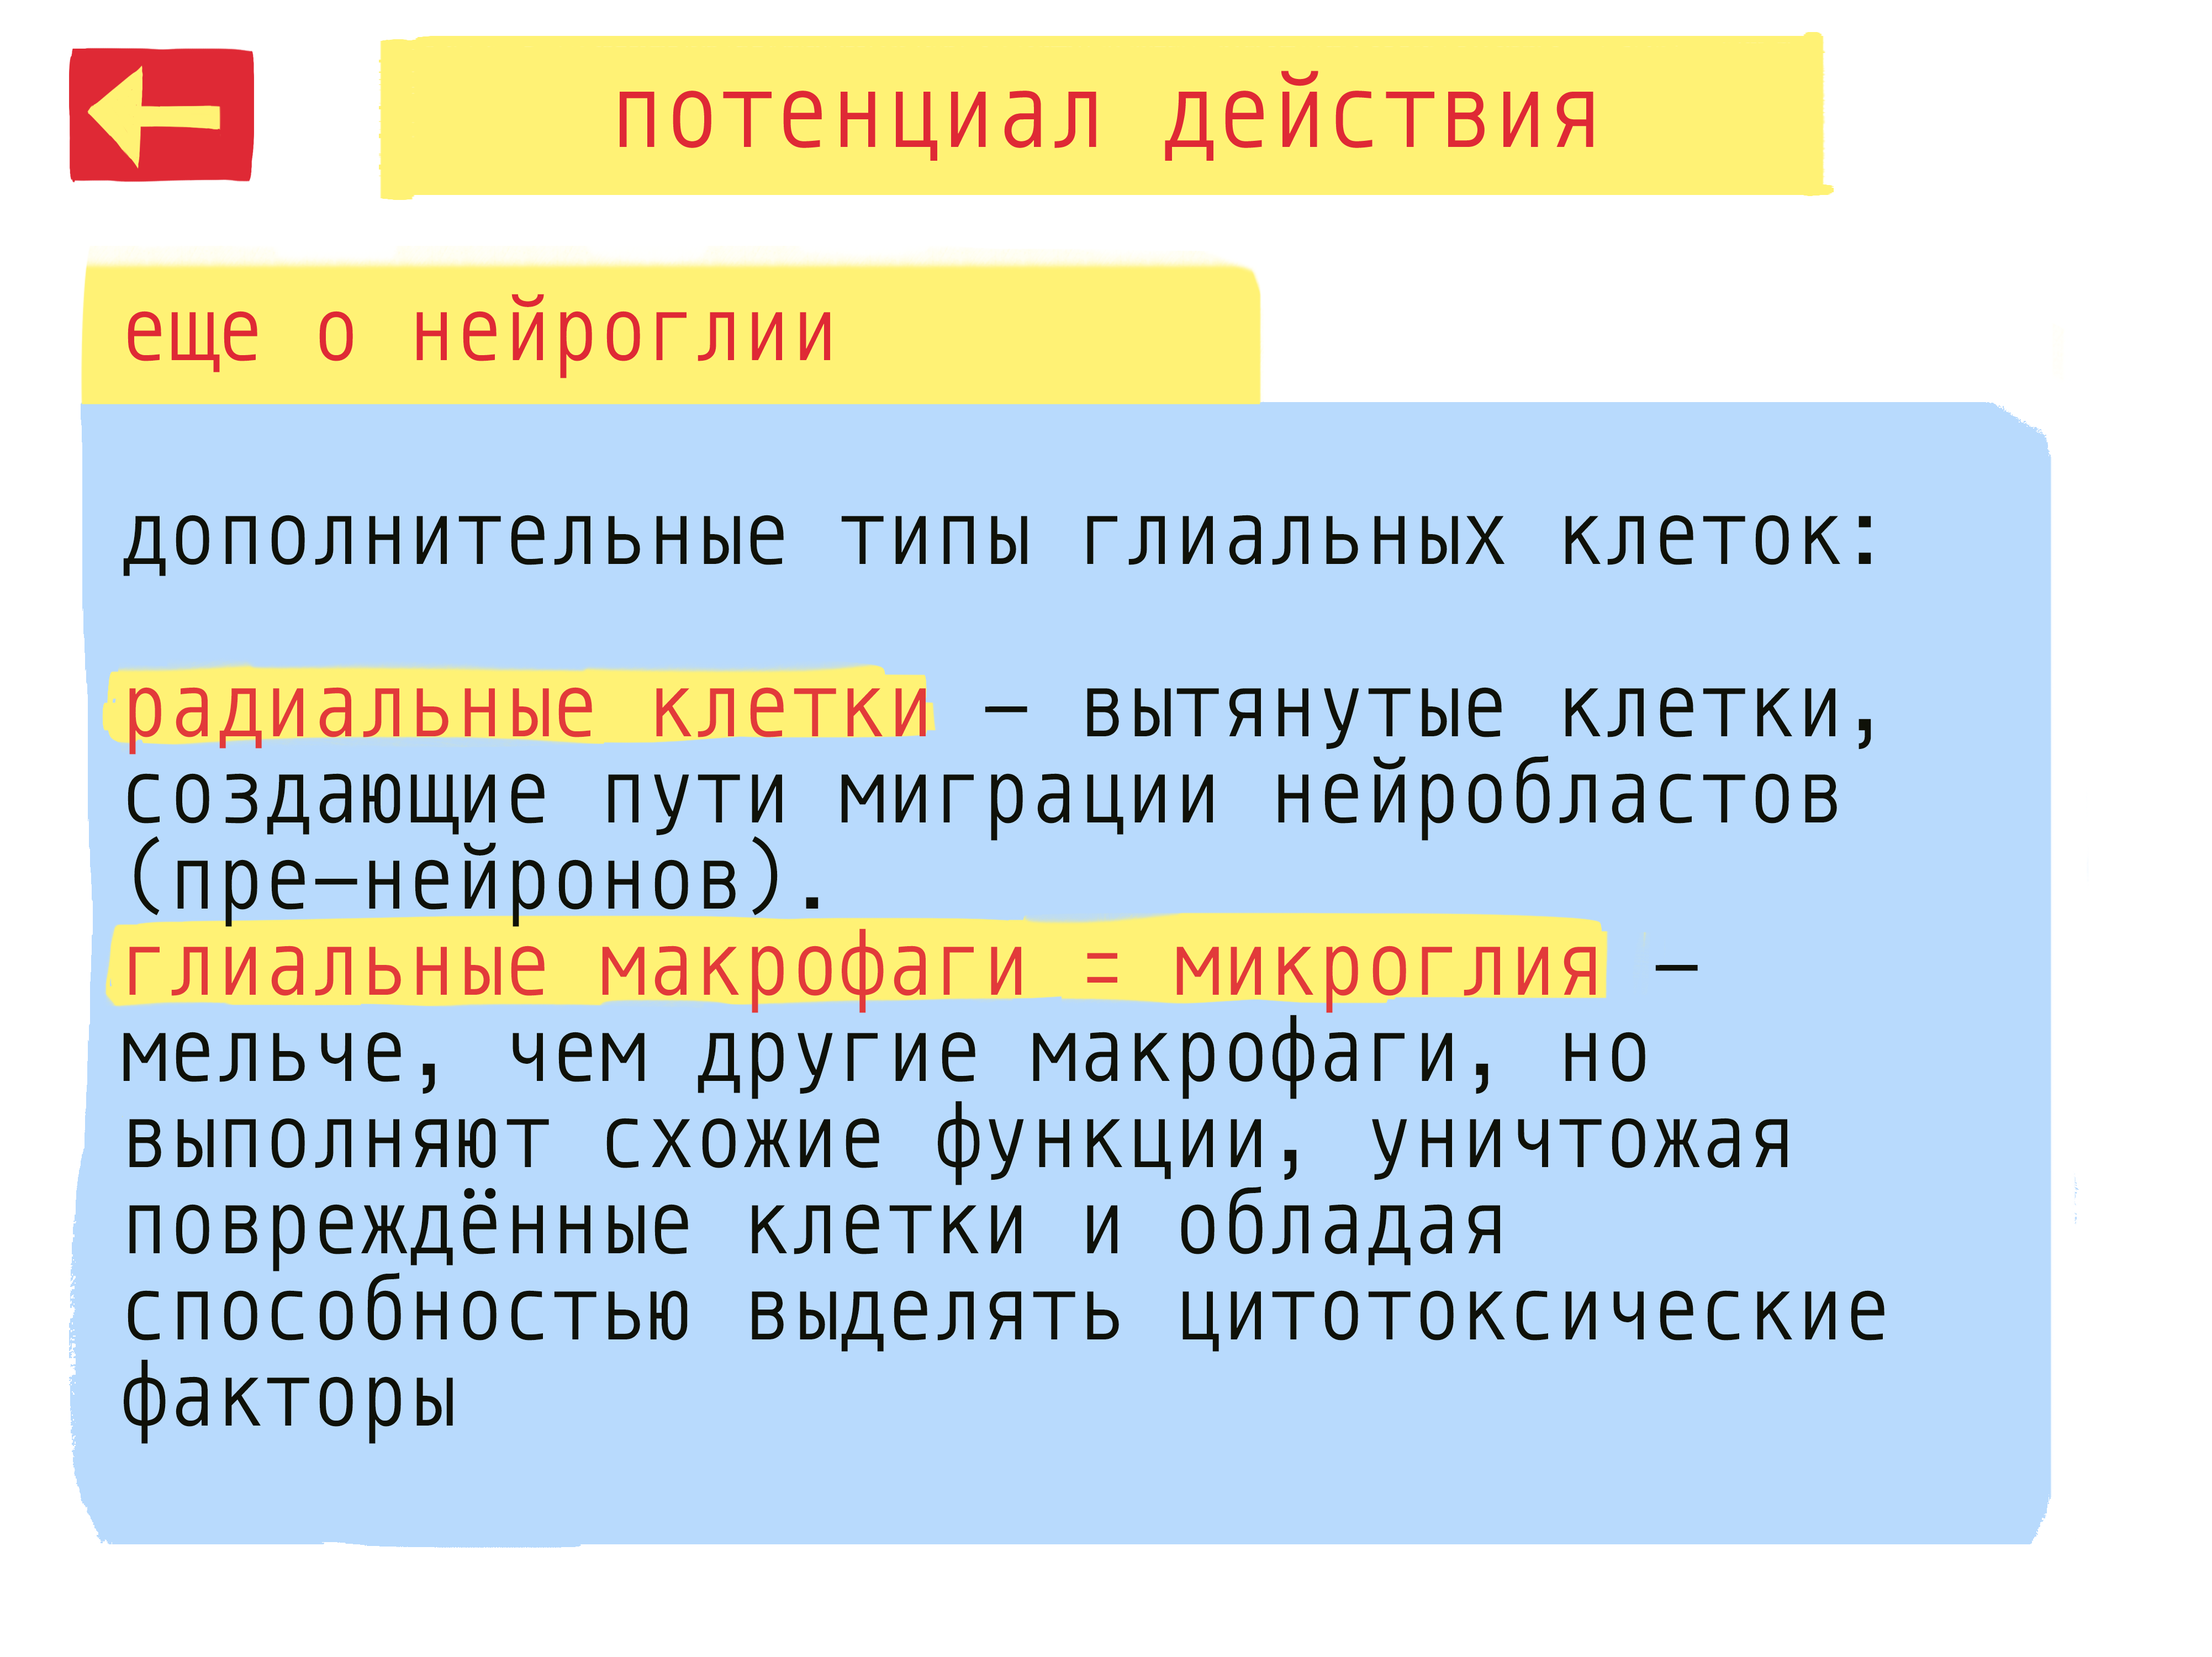 потенциал действия
еще о нейроглии
дополнительные типы глиальных клеток:
радиальные клетки — вытянутые клетки,
создающие пути миграции нейробластов
(пре—нейронов).
глиальные макрофаги = микроглия —
мельче, чем другие макрофаги, но
выполняют схожие функции, уничтожая
повреждённые клетки и обладая
способностью выделять цитотоксические
факторы